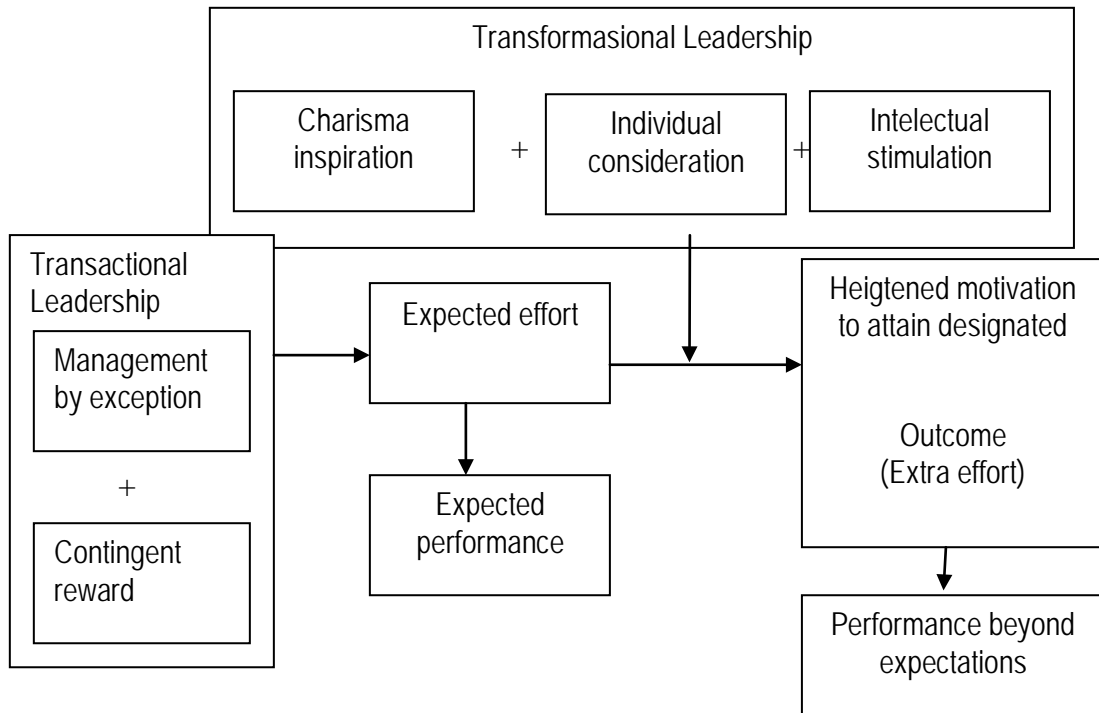 Transformasional Leadership
Charisma
inspiration
+
Individual
consideration
+
Intelectual
stimulation
Transactional
Leadership
Management
by exception
+
Contingent
reward
Expected effort
Expected
performance
Heigtened motivation
to attain designated
Outcome
(Extra effort)
Performance beyond
expectations